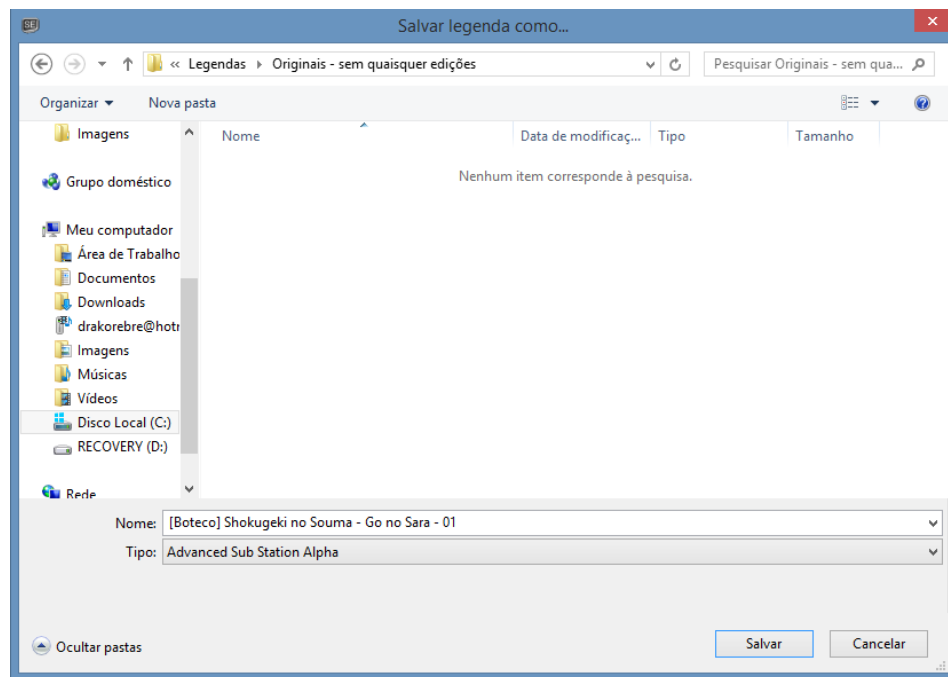 SE
Salvar legenda como...
« Legendas Originais - sem quaisquer edições
Pesquisar Originais - sem qua...
Organizar Nova pasta
Imagens
Nome Data de modificaç... Tipo Tamanho
Nenhum item corresponde à pesquisa.
Grupo doméstico
Meu computador
Área de Trabalho
Documentos
Downloads
drakorebre@hotr
Imagens
Músicas
Vídeos
Disco Local (C:)
RECOVERY (D:)
Rede
Nome: [Boteco] Shokugeki no Souma - Go no Sara - 01
Tipo: Advanced Sub Station Alpha
Ocultar pastas
Salvar Cancelar